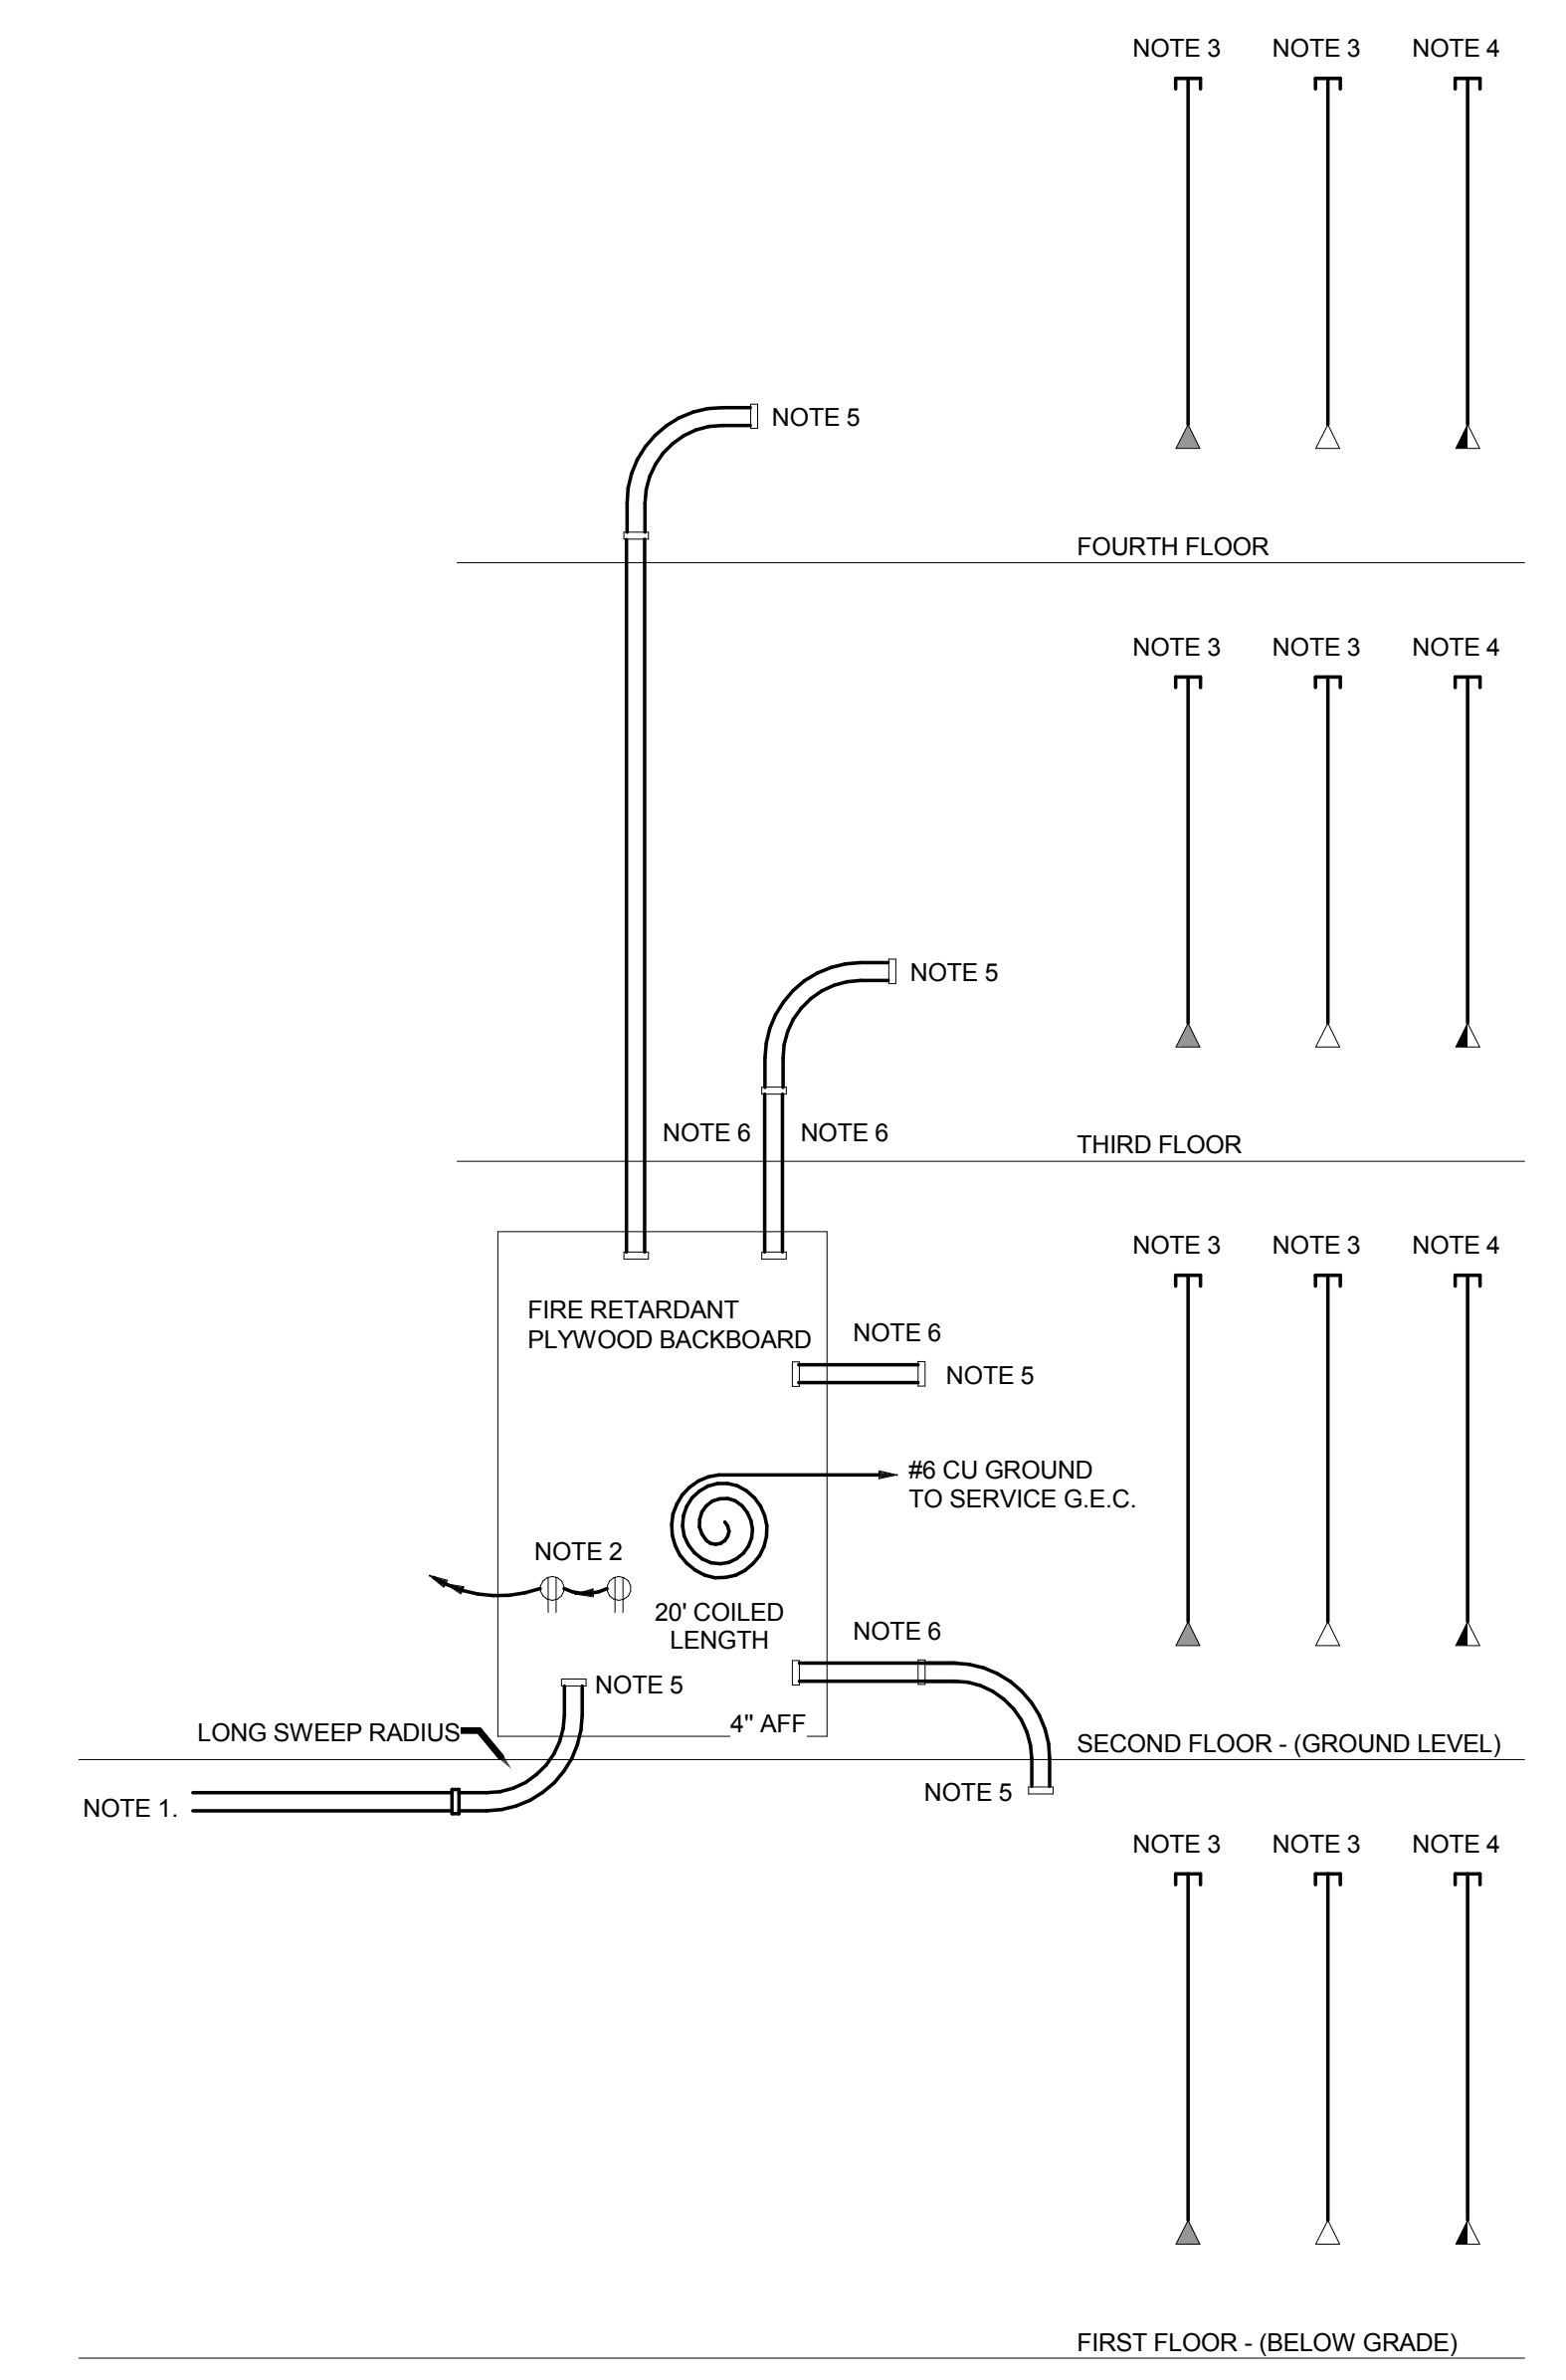 NOTE 3
NOTE 3
NOTE 4
NOTE 5
FOURTH FLOOR
NOTE 3
NOTE 3
NOTE 4
NOTE 5
NOTE 6
NOTE 6
THIRD FLOOR
NOTE 3
NOTE 3
NOTE 4
FIRE RETARDANT
PLYWOOD BACKBOARD
NOTE 6
NOTE 5
#6 CU GROUND
TO SERVICE G.E.C.
NOTE 2
20' COILED
LENGTH
NOTE 6
NOTE 5
4" AFF
LONG SWEEP RADIUS
SECOND FLOOR - (GROUND LEVEL)
NOTE 1.
NOTE 5
NOTE 3
NOTE 3
NOTE 4
FIRST FLOOR - (BELOW GRADE)